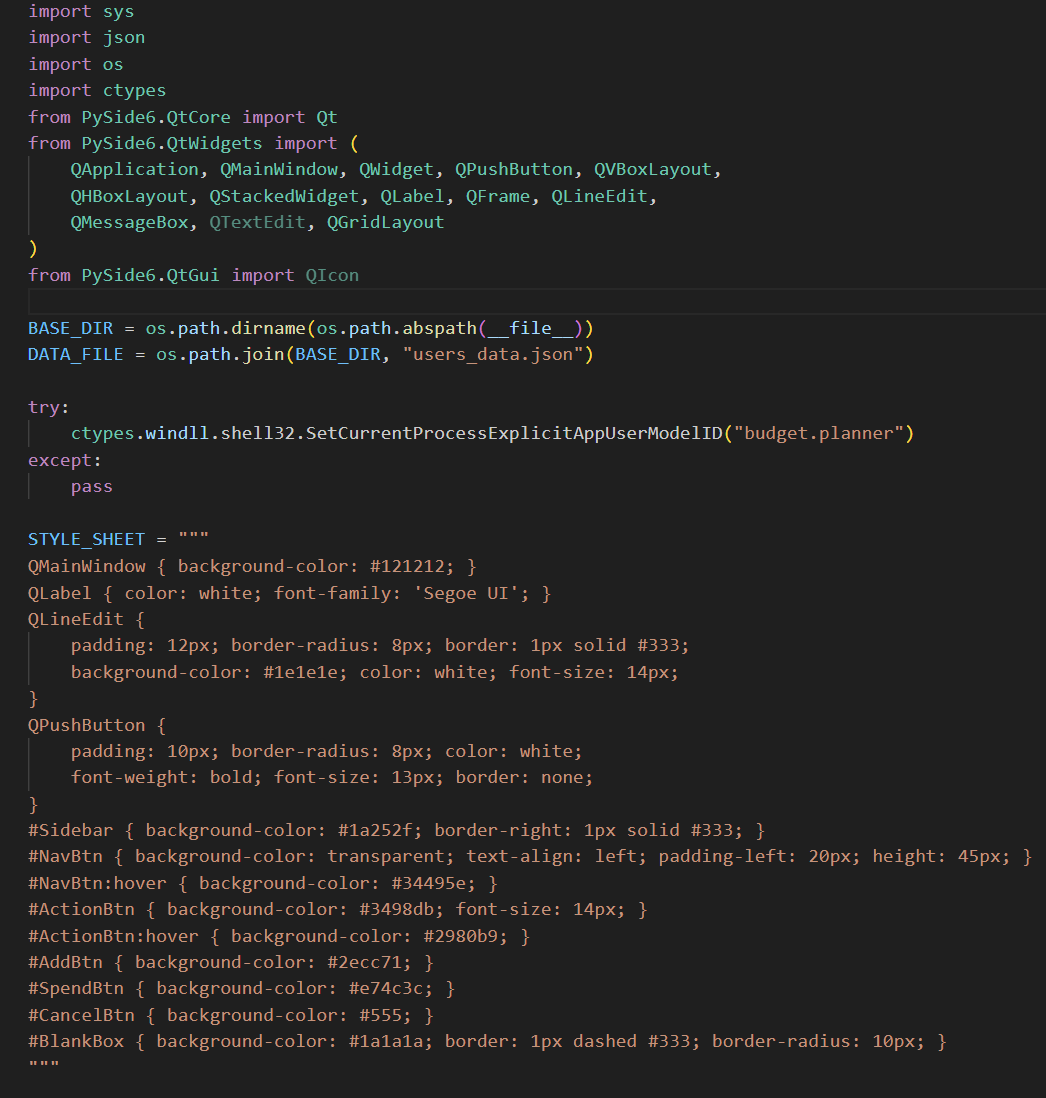 import sys
import json
import os
import ctypes
from PySide6.QtCore import Qt
from PySide6.QtWidgets import (
    QApplication, QMainWindow, QWidget, QPushButton, QVBoxLayout,
    QHBoxLayout, QStackedWidget, QLabel, QFrame, QLineEdit,
    QMessageBox, QTextEdit, QGridLayout
)
from PySide6.QtGui import QIcon

BASE_DIR = os.path.dirname(os.path.abspath(__file__))
DATA_FILE = os.path.join(BASE_DIR, "users_data.json")

try:
    ctypes.windll.shell32.SetCurrentProcessExplicitAppUserModelID("budget.planner")
except:
    pass

STYLE_SHEET = """
QMainWindow { background-color: #121212; }
QLabel { color: white; font-family: 'Segoe UI'; }
QLineEdit {
    padding: 12px; border-radius: 8px; border: 1px solid #333;
    background-color: #1e1e1e; color: white; font-size: 14px;
}
QPushButton {
    padding: 10px; border-radius: 8px; color: white;
    font-weight: bold; font-size: 13px; border: none;
}
#Sidebar { background-color: #1a252f; border-right: 1px solid #333; }
#NavBtn { background-color: transparent; text-align: left; padding-left: 20px; height: 45px; }
#NavBtn:hover { background-color: #34495e; }
#ActionBtn { background-color: #3498db; font-size: 14px; }
#ActionBtn:hover { background-color: #2980b9; }
#AddBtn { background-color: #2ecc71; }
#SpendBtn { background-color: #e74c3c; }
#CancelBtn { background-color: #555; }
#BlankBox { background-color: #1a1a1a; border: 1px dashed #333; border-radius: 10px; }
"""